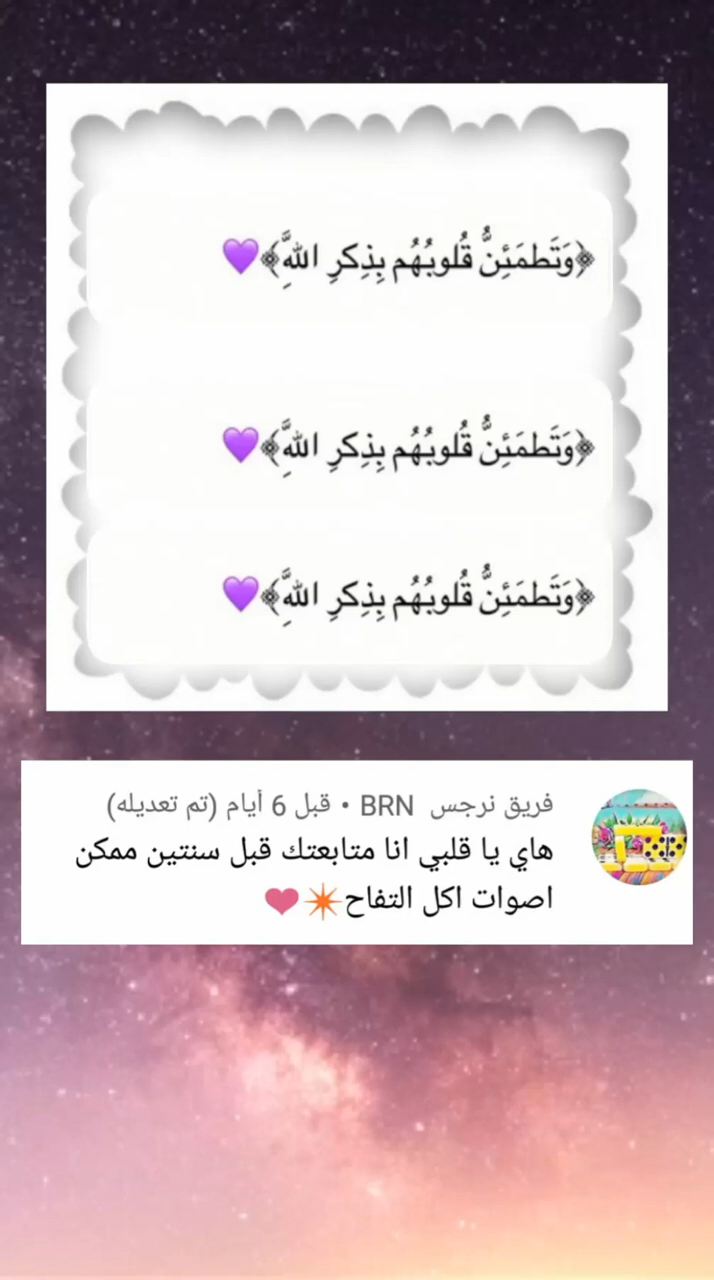 ﴿وَتَطمَئِنُّ قُلوبُهُم بِذِكرِ اللَّهِ﴾💜
﴿وَتَطمَئِنُّ قُلوبُهُم بِذِكرِ اللَّهِ﴾💜
﴿وَتَطمَئِنُّ قُلوبُهُم بِذِكرِ اللَّهِ﴾💜
فريق نرجس BRN • قبل 6 أيام (تم تعديله)
هاي يا قلبي انا متابعتك قبل سنتين ممكن
اصوات اكل التفاح💥❤️